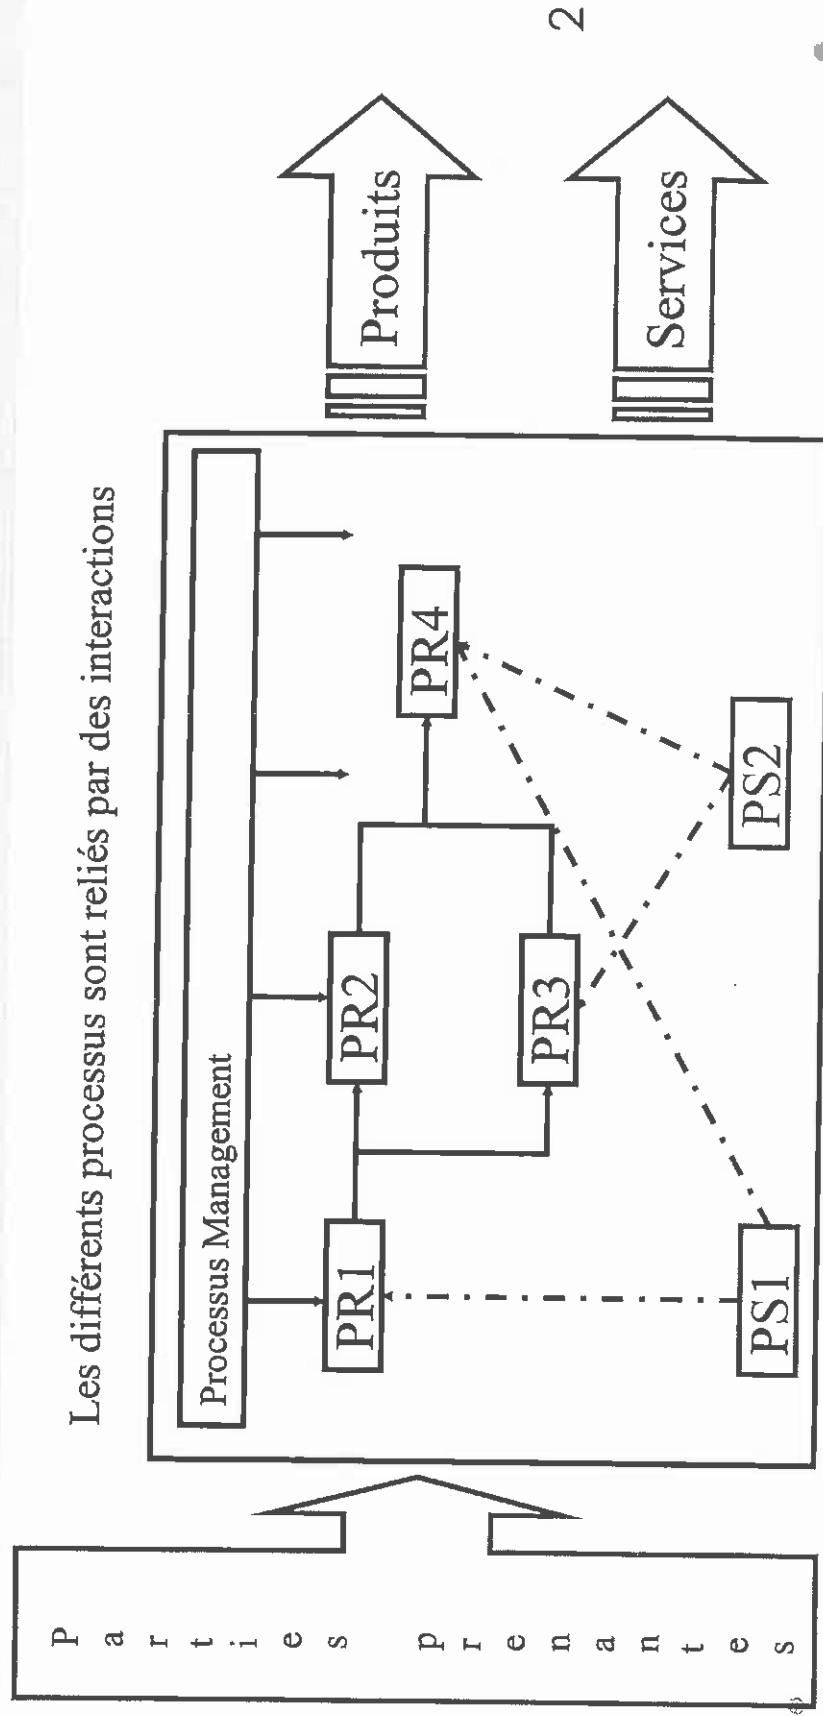 Les différents processus sont reliés par des interactions
Parties prenantes
Processus Management
PR1
PR2
PR3
PR4
PS1
PS2
Produits
Services
2